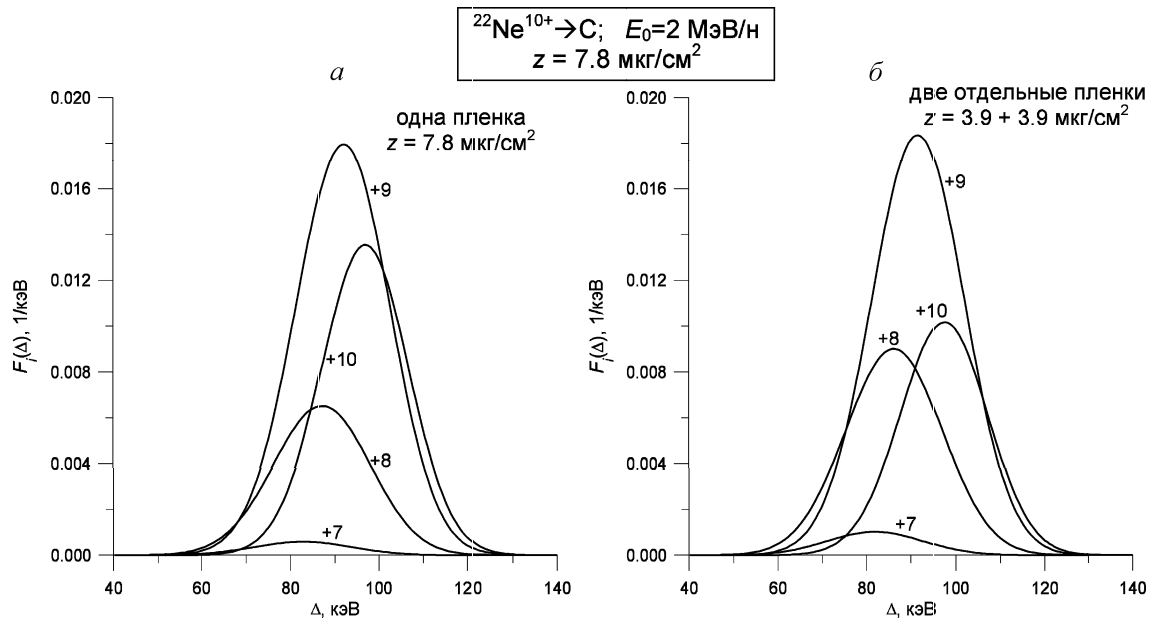 ²²Ne¹⁰⁺→C; E₀=2 МэВ/н
z = 7.8 мкг/см²
а
б
одна пленка
z = 7.8 мкг/см²
две отдельные пленки
z = 3.9 + 3.9 мкг/см²
0.020
0.016
0.012
0.008
0.004
0.000
Fᵢ(Δ), 1/кэВ
+9
+10
+8
+7
40
60
80
100
120
140
Δ, кэВ
0.020
0.016
0.012
0.008
0.004
0.000
Fᵢ(Δ), 1/кэВ
+9
+10
+8
+7
40
60
80
100
120
140
Δ, кэВ